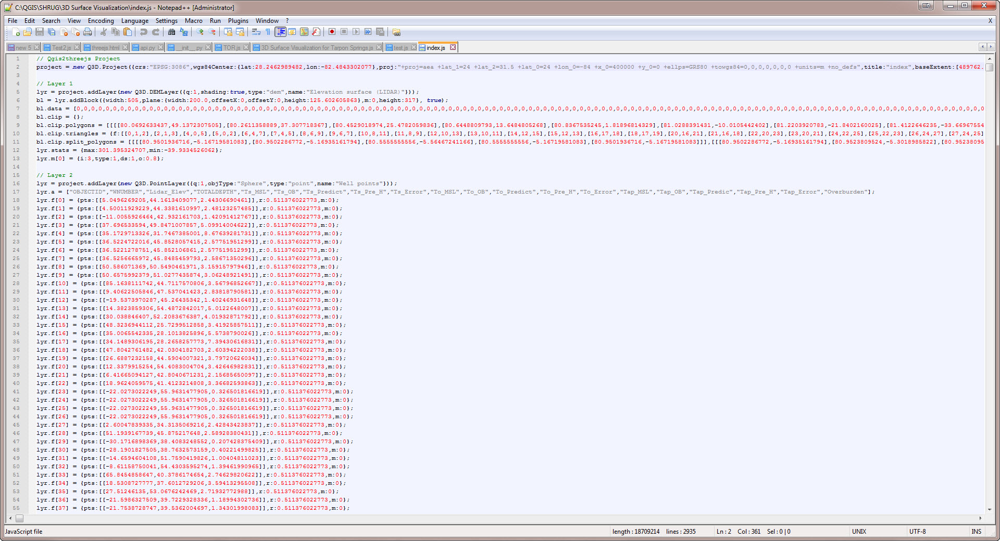 C:\QGIS\SHRUG\3D Surface Visualization\index.js - Notepad++ [Administrator]
File Edit Search View Encoding Language Settings Macro Run Plugins Window ? X
new 5 Test2.js threejs.html api.py __init__.py TOR.js 3D Surface Visualization for Tarpon Springs.js test.js index.js
1 // Qgis2threejs Project
2 project = new Q3D.Project({crs:"EPSG:3086",wgs84Center:{lat:28.2462989482,lon:-82.4843302077},proj:"+proj=aea +lat_1=24 +lat_2=31.5 +lat_0=24 +lon_0=-84 +x_0=400000 +y_0=0 +ellps=GRS80 +towgs84=0,0,0,0,0,0,0 +units=m +no_defs",title:"index",baseExtent:[489762.
3
4 // Layer 1
5 lyr = project.addLayer(new Q3D.DEMLayer({q:1,shading:true,type:"dem",name:"Elevation surface (LIDAR)"}));
6 bl = lyr.addBlock({width:505,plane:{width:200.0,offsetX:0,offsetY:0,height:125.602605863},m:0,height:317}, true);
7 bl.data = [0,0,0,0,0,0,0,0,0,0,0,0,0,0,0,0,0,0,0,0,0,0,0,0,0,0,0,0,0,0,0,0,0,0,0,0,0,0,0,0,0,0,0,0,0,0,0,0,0,0,0,0,0,0,0,0,0,0,0,0,0,0,0,0,0,0,0,0,0,0,0,0,0,0,0,0,0,0,0,0,0,0,0,0,0,0,0,0,0,0,0,0,0,0,0,0,0,0,0,0,0,0,0,0,0,0,0,0,0,0,0,0,0,0,0,0,0,0,0,0,0,0,0,0,0
8 bl.clip = {};
9 bl.clip.polygons = [[[[80.0692633437,49.1372307505],[80.2611358889,37.307718367],[80.4529018974,25.4782059836],[80.6448809793,13.6484805268],[80.8367535245,1.81896814329],[81.0288391431,-10.0105442402],[81.2203920783,-21.8402160025],[81.4122646235,-33.66967554
10 bl.clip.triangles = {f:[[0,1,2],[2,1,3],[4,0,5],[5,0,2],[6,4,7],[7,4,5],[8,6,9],[9,6,7],[10,8,11],[11,8,9],[12,10,13],[13,10,11],[14,12,15],[15,12,13],[16,17,18],[18,17,19],[20,16,21],[21,16,18],[22,20,23],[23,20,21],[24,22,25],[25,22,23],[26,24,27],[27,24,25]
11 bl.clip.split_polygons = [[[[80.9501936716,-5.16719581083],[80.9502286772,-5.16935161794],[80.5555555556,-5.56467241166],[80.5555555556,-5.16719581083],[80.9501936716,-5.16719581083]]],[[[80.9502286772,-5.16935161794],[80.9523809524,-5.3018985822],[80.95238095
12 lyr.stats = {max:301.395324707,min:-39.9334526062};
13 lyr.m[0] = {i:3,type:1,ds:1,o:0.8};
14
15 // Layer 2
16 lyr = project.addLayer(new Q3D.PointLayer({q:1,objType:"Sphere",type:"point",name:"Well points"}));
17 lyr.a = ["OBJECTID","WNUMBER","Lidar_Elev","TOTALDEPTH","Ts_MSL","Ts_OB","Ts_Predict","Ts_Pre_H","Ts_Error","To_MSL","To_OB","To_Predict","To_Pre_H","To_Error","Tap_MSL","Tap_OB","Tap_Predic","Tap_Pre_H","Tap_Error","Overburden"];
18 lyr.f[0] = {pts:[[5.0496269205,44.1613409077,2.44306690461]],r:0.511376022773,m:0};
19 lyr.f[1] = {pts:[[4.50011929229,44.3381610997,2.48123257485]],r:0.511376022773,m:0};
20 lyr.f[2] = {pts:[[-11.0055926464,42.932161703,1.42091412767]],r:0.511376022773,m:0};
21 lyr.f[3] = {pts:[[37.696533594,49.8471007857,5.09914004622]],r:0.511376022773,m:0};
22 lyr.f[4] = {pts:[[35.1729713326,31.7467385001,8.67639281731]],r:0.511376022773,m:0};
23 lyr.f[5] = {pts:[[36.5224722016,45.8528057415,2.57751951299]],r:0.511376022773,m:0};
24 lyr.f[6] = {pts:[[36.5221278751,45.852106861,2.57751951299]],r:0.511376022773,m:0};
25 lyr.f[7] = {pts:[[36.5256665972,45.8485459793,2.58671350296]],r:0.511376022773,m:0};
26 lyr.f[8] = {pts:[[50.586071369,50.5490461971,3.15915797946]],r:0.511376022773,m:0};
27 lyr.f[9] = {pts:[[50.6575992379,51.0277435874,3.06248921491]],r:0.511376022773,m:0};
28 lyr.f[10] = {pts:[[85.1638111742,44.7117570806,3.56796852667]],r:0.511376022773,m:0};
29 lyr.f[11] = {pts:[[9.40622505846,47.537041423,2.83818790581]],r:0.511376022773,m:0};
30 lyr.f[12] = {pts:[[-19.5373970287,45.26435342,1.40246931648]],r:0.511376022773,m:0};
31 lyr.f[13] = {pts:[[14.3823859306,54.4872842017,5.0122648007]],r:0.511376022773,m:0};
32 lyr.f[14] = {pts:[[30.038846407,52.2083676387,4.01932871792]],r:0.511376022773,m:0};
33 lyr.f[15] = {pts:[[48.3236944112,25.7299512858,3.41925857511]],r:0.511376022773,m:0};
34 lyr.f[16] = {pts:[[35.0065542335,28.1013825896,5.5738790026]],r:0.511376022773,m:0};
35 lyr.f[17] = {pts:[[34.1489306195,28.2658257773,7.39430616831]],r:0.511376022773,m:0};
36 lyr.f[18] = {pts:[[47.8042761482,42.0304182703,2.60394222038]],r:0.511376022773,m:0};
37 lyr.f[19] = {pts:[[26.6887232158,44.5904007321,3.79720626034]],r:0.511376022773,m:0};
38 lyr.f[20] = {pts:[[12.3379915254,54.4083004704,3.42646982831]],r:0.511376022773,m:0};
39 lyr.f[21] = {pts:[[6.41665094127,42.8040671231,2.15685650097]],r:0.511376022773,m:0};
40 lyr.f[22] = {pts:[[18.9624059575,41.4123214808,3.36682593863]],r:0.511376022773,m:0};
41 lyr.f[23] = {pts:[[-22.0273022249,55.9631477905,0.326501816619]],r:0.511376022773,m:0};
42 lyr.f[24] = {pts:[[-22.0273022249,55.9631477905,0.326501816619]],r:0.511376022773,m:0};
43 lyr.f[25] = {pts:[[-22.0273022249,55.9631477905,0.326501816619]],r:0.511376022773,m:0};
44 lyr.f[26] = {pts:[[-22.0273022249,55.9631477905,0.326501816619]],r:0.511376022773,m:0};
45 lyr.f[27] = {pts:[[2.60047839335,34.3135069216,2.42843423837]],r:0.511376022773,m:0};
46 lyr.f[28] = {pts:[[51.1939167739,45.875217648,2.58928380431]],r:0.511376022773,m:0};
47 lyr.f[29] = {pts:[[-30.1716898369,38.4083248552,0.207428375409]],r:0.511376022773,m:0};
48 lyr.f[30] = {pts:[[-28.1901827505,38.7632573159,0.40221499825]],r:0.511376022773,m:0};
49 lyr.f[31] = {pts:[[-14.6594604108,51.7590419826,1.00404811023]],r:0.511376022773,m:0};
50 lyr.f[32] = {pts:[[-8.61158750041,54.4303595274,1.39461990965]],r:0.511376022773,m:0};
51 lyr.f[33] = {pts:[[65.8454858647,40.3786174654,2.74629820622]],r:0.511376022773,m:0};
52 lyr.f[34] = {pts:[[18.5308727777,37.6012729206,3.59413295508]],r:0.511376022773,m:0};
53 lyr.f[35] = {pts:[[27.51246135,53.0676242469,2.71932772988]],r:0.511376022773,m:0};
54 lyr.f[36] = {pts:[[-21.5986327509,39.7229328336,1.18994302736]],r:0.511376022773,m:0};
55 lyr.f[37] = {pts:[[-21.7538728747,39.5362004697,1.34301998083]],r:0.511376022773,m:0};
JavaScript file length : 18709214 lines : 2935 Ln : 2 Col : 361 Sel : 0 | 0 UNIX UTF-8 INS